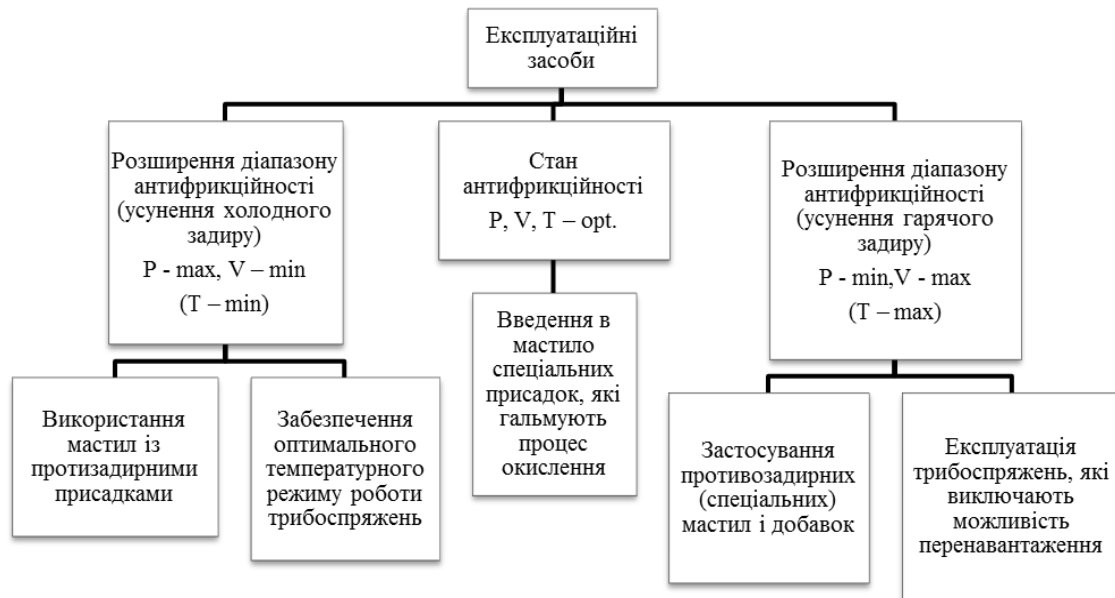 Експлуатаційні
засоби
Розширення діапазону
антифрикційності
(усунення холодного
задиру)
P - max, V – min
(T – min)
Стан
антифрикційності
P, V, T – opt.
Розширення діапазону
антифрикційності
(усунення гарячого
задиру)
P - min,V - max
(T – max)
Використання
мастил із
протизадирними
присадками
Забезпечення
оптимального
температурного
режиму роботи
трибоспряжень
Введення в
мастило
спеціальних
присадок, які
гальмують
процес
окислення
Застосування
противозадирних
(спеціальних)
мастил і добавок
Експлуатація
трибоспряжень, які
виключають
можливість
перенавантаження